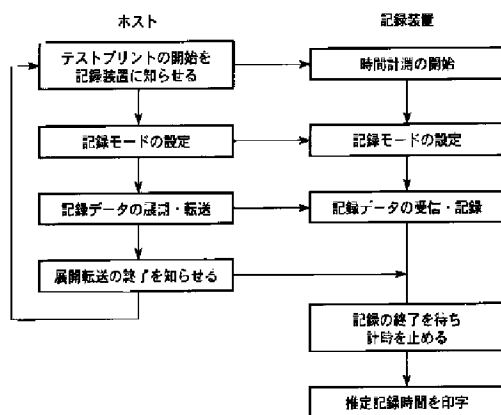 ホスト
記録装置
テストプリントの開始を
記録装置に知らせる
時間計測の開始
記録モードの設定
記録モードの設定
記録データの展開・転送
記録データの受信・記録
展開転送の終了を知らせる
記録の終了を待ち
計時を止める
推定記録時間を印字